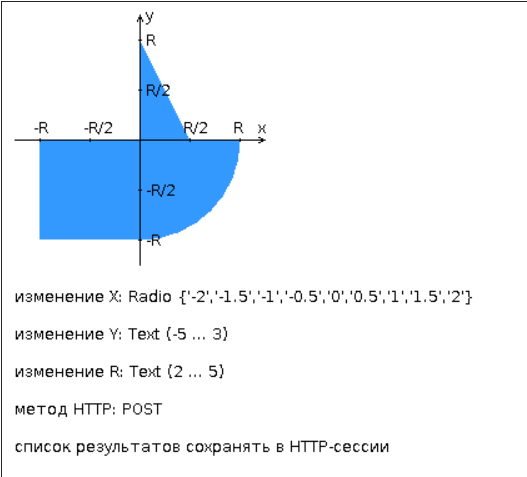 y
R
R/2
-R -R/2 R/2 R x
-R/2
-R
изменение X: Radio {'-2','-1.5','-1','-0.5','0','0.5','1','1.5','2'}
изменение Y: Text (-5 ... 3)
изменение R: Text (2 ... 5)
метод HTTP: POST
список результатов сохранять в HTTP-сессии